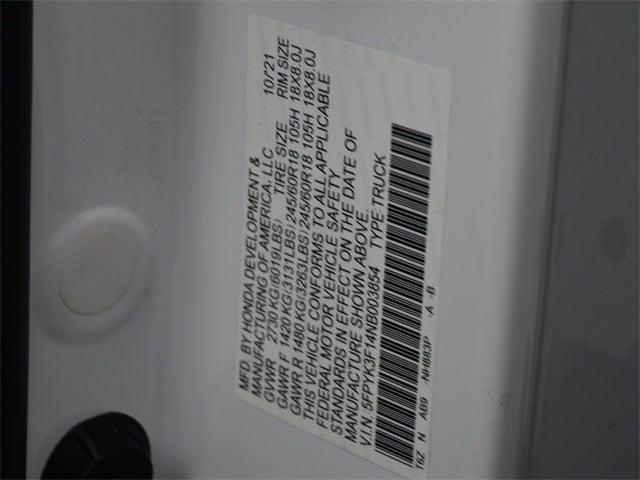 MFD. BY HONDA DEVELOPMENT &
MANUFACTURING OF AMERICA, LLC 10/'21
GVWR 2730 KG(6019LBS) TIRE SIZE RIM SIZE
GAWR F 1420 KG(3131LBS) 245/60R18 105H 18X8.0J
GAWR R 1480 KG(3263LBS) 245/60R18 105H 18X8.0J
THIS VEHICLE CONFORMS TO ALL APPLICABLE
FEDERAL MOTOR VEHICLE SAFETY
STANDARDS IN EFFECT ON THE DATE OF
MANUFACTURE SHOWN ABOVE.
V.I.N: 5FPYK3F14NB003854 TYPE:TRUCK
T6Z N AB9 -NH883P -A -B